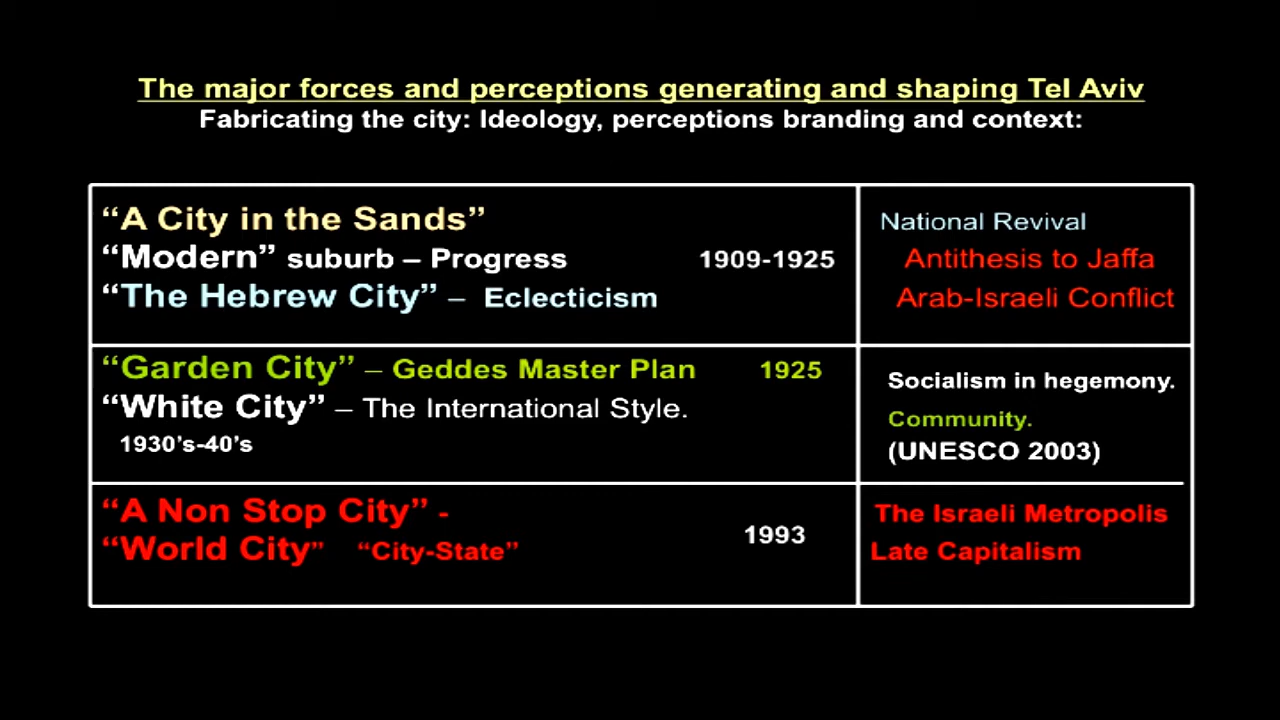 The major forces and perceptions generating and shaping Tel Aviv
Fabricating the city: Ideology, perceptions branding and context:
“A City in the Sands”
“Modern” suburb – Progress 1909-1925
“The Hebrew City” – Eclecticism
National Revival
Antithesis to Jaffa
Arab-Israeli Conflict
“Garden City” – Geddes Master Plan 1925
“White City” – The International Style.
1930’s-40’s
Socialism in hegemony.
Community.
(UNESCO 2003)
“A Non Stop City” -
“World City” “City-State”
1993
The Israeli Metropolis
Late Capitalism